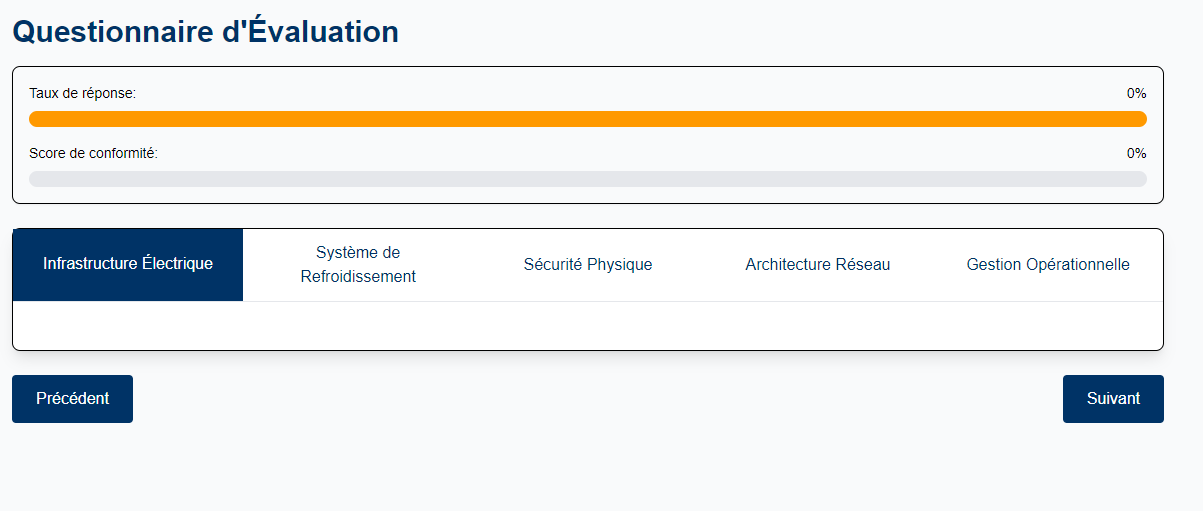 Questionnaire d'Évaluation
Taux de réponse: 0%
Score de conformité: 0%
Infrastructure Électrique
Système de
Refroidissement
Sécurité Physique
Architecture Réseau
Gestion Opérationnelle
Précédent
Suivant